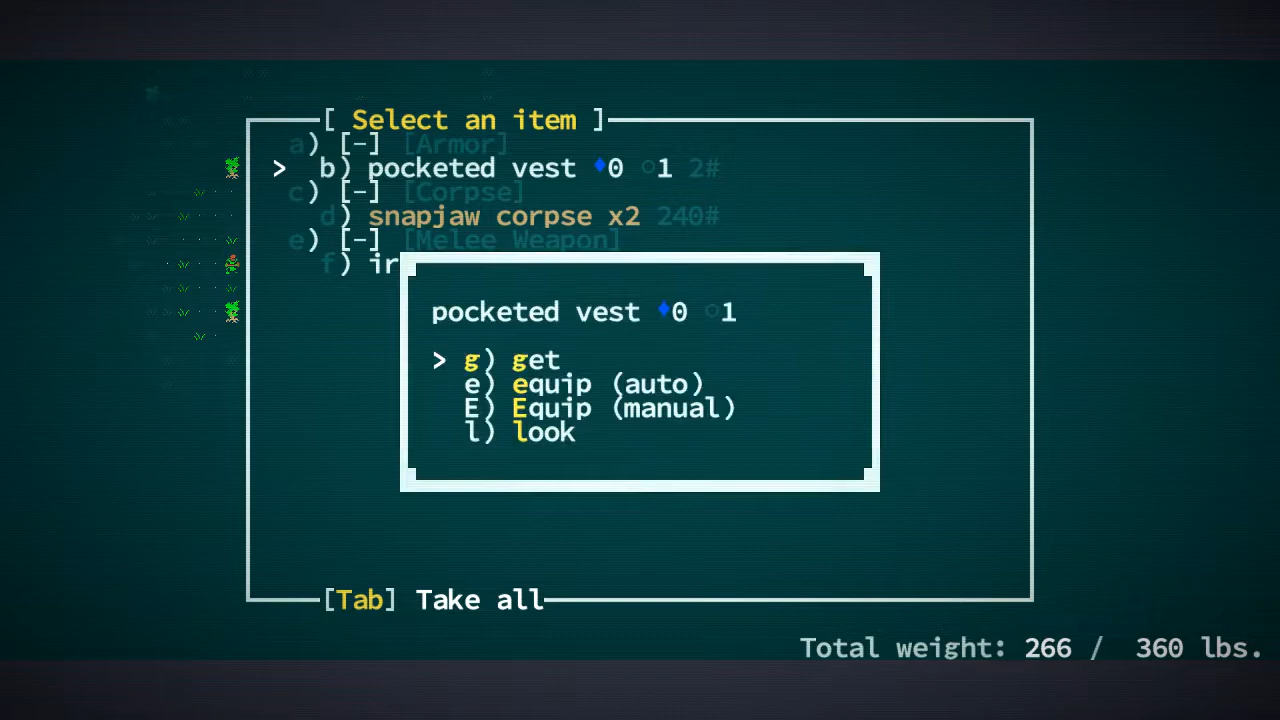 [ Select an item ]
a) [-] [Armor]
> b) pocketed vest ♦0 ○1 2#
c) [-] [Corpse]
d) snapjaw corpse x2 240#
e) [-] [Melee Weapon]
f) ir
pocketed vest ♦0 ○1
> g) get
e) equip (auto)
E) Equip (manual)
l) look
[Tab] Take all
Total weight: 266 / 360 lbs.